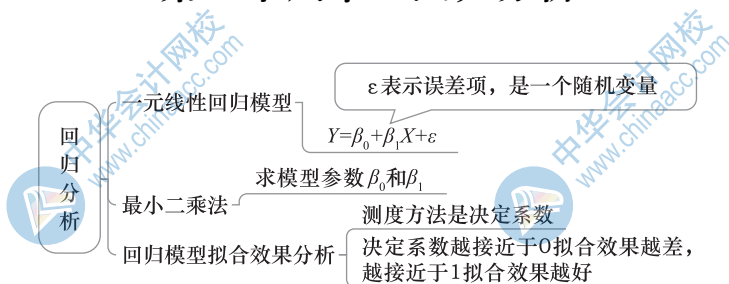 ε表示误差项，是一个随机变量
一元线性回归模型
Y=β₀+β₁X+ε
回归分析
求模型参数β₀和β₁
最小二乘法
测度方法是决定系数
回归模型拟合效果分析
决定系数越接近于0拟合效果越差，
越接近于1拟合效果越好
中华会计网校
www.chinaacc.com
中华会计网校
www.chinaacc.com